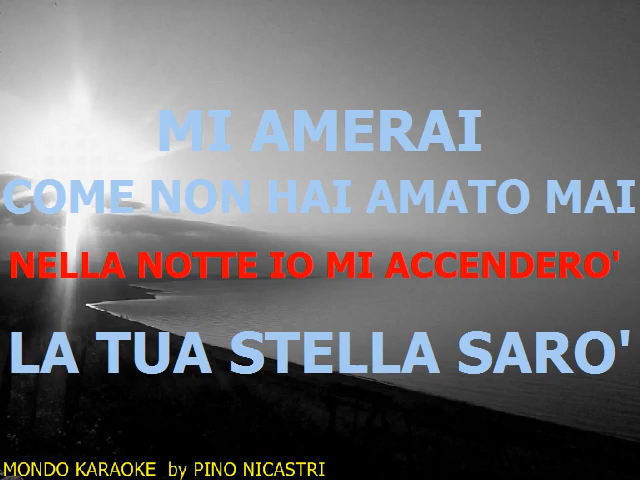 MI AMERAI
COME NON HAI AMATO MAI
NELLA NOTTE IO MI ACCENDERO'
LA TUA STELLA SARO'
MONDO KARAOKE by PINO NICASTRI